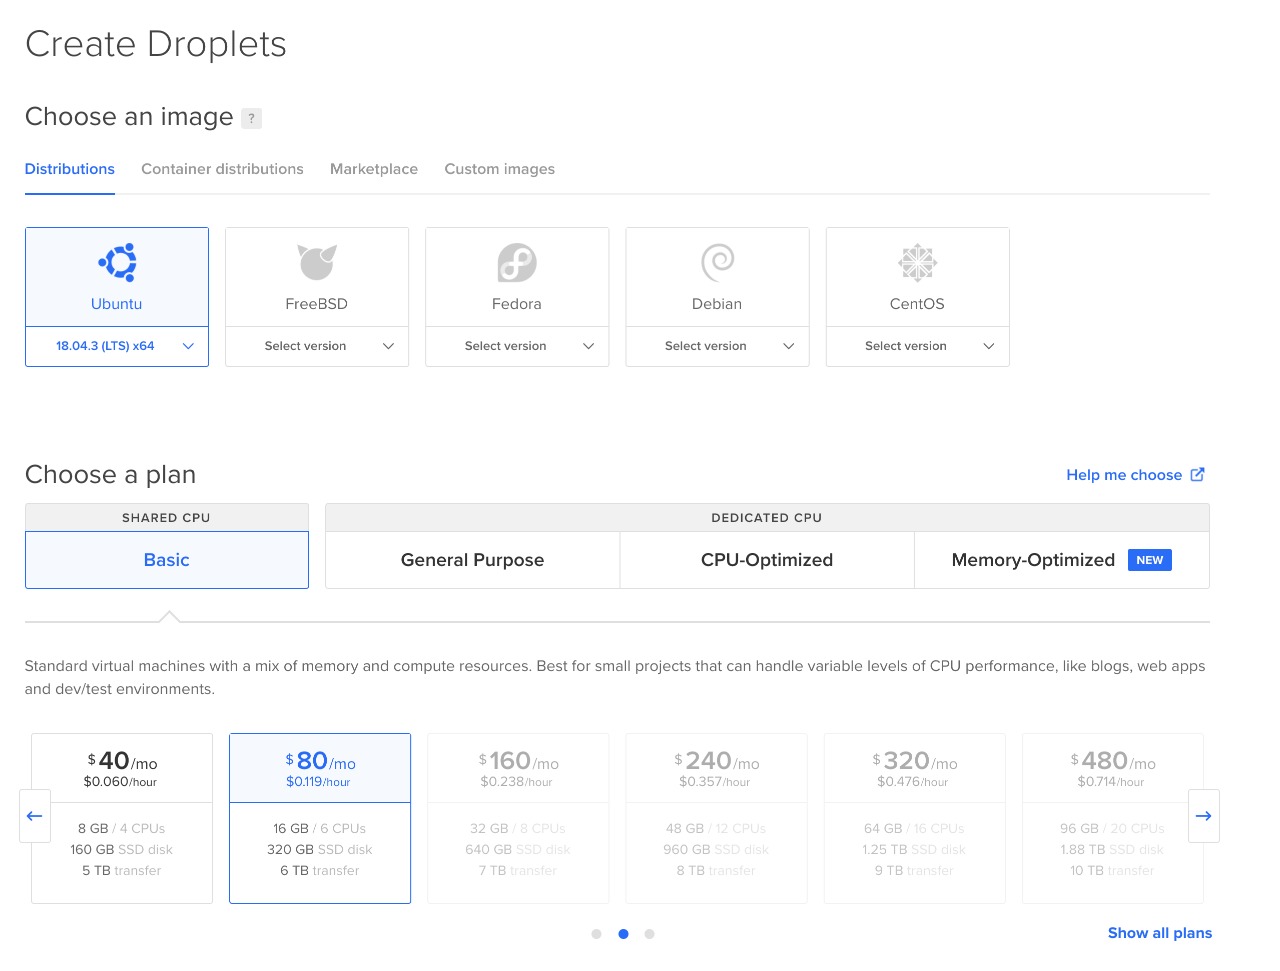 Create Droplets
Choose an image ?
Distributions Container distributions Marketplace Custom images
Ubuntu FreeBSD Fedora Debian CentOS
18.04.3 (LTS) x64 Select version Select version Select version Select version
Choose a plan Help me choose
SHARED CPU DEDICATED CPU
Basic General Purpose CPU-Optimized Memory-Optimized NEW
Standard virtual machines with a mix of memory and compute resources. Best for small projects that can handle variable levels of CPU performance, like blogs, web apps
and dev/test environments.
$40/mo $80/mo $160/mo $240/mo $320/mo $480/mo
$0.060/hour $0.119/hour $0.238/hour $0.357/hour $0.476/hour $0.714/hour
8 GB / 4 CPUs 16 GB / 6 CPUs 32 GB / 8 CPUs 48 GB / 12 CPUs 64 GB / 16 CPUs 96 GB / 20 CPUs
160 GB SSD disk 320 GB SSD disk 640 GB SSD disk 960 GB SSD disk 1.25 TB SSD disk 1.88 TB SSD disk
5 TB transfer 6 TB transfer 7 TB transfer 8 TB transfer 9 TB transfer 10 TB transfer
Show all plans